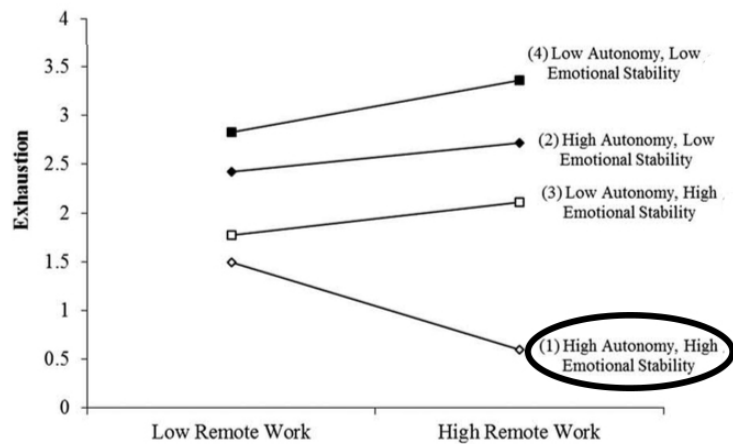 4
(4) Low Autonomy, Low
Emotional Stability
3.5
3
(2) High Autonomy, Low
Emotional Stability
2.5
(3) Low Autonomy, High
Emotional Stability
2
1.5
1
(1) High Autonomy, High
Emotional Stability
0.5
0
Exhaustion
Low Remote Work
High Remote Work